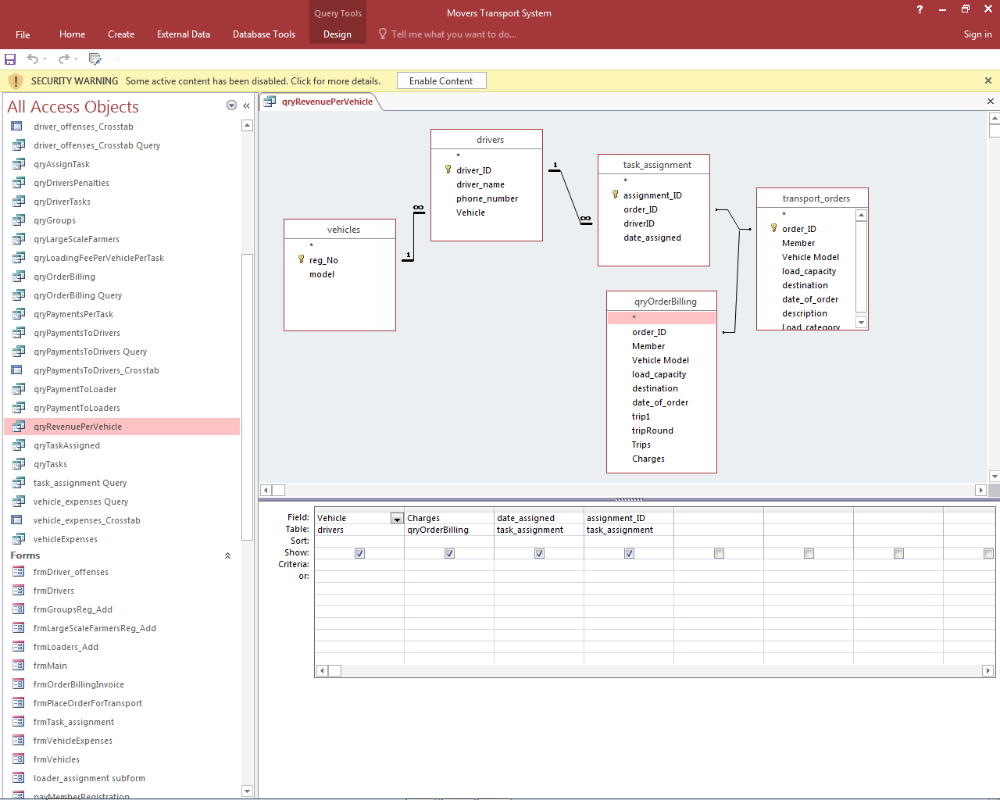 Query Tools
Movers Transport System
?
File
Home
Create
External Data
Database Tools
Design
Tell me what you want to do...
Sign in
SECURITY WARNING Some active content has been disabled. Click for more details.
Enable Content
All Access Objects
driver_offenses_Crosstab
driver_offenses_Crosstab Query
qryAssignTask
qryDriversPenalties
qryDriverTasks
qryGroups
qryLargeScaleFarmers
qryLoadingFeePerVehiclePerTask
qryOrderBilling
qryOrderBilling Query
qryPaymentsPerTask
qryPaymentsToDrivers
qryPaymentsToDrivers Query
qryPaymentsToDrivers_Crosstab
qryPaymentToLoader
qryPaymentToLoaders
qryRevenuePerVehicle
qryTaskAssigned
qryTasks
task_assignment Query
vehicle_expenses Query
vehicle_expenses_Crosstab
vehicleExpenses
Forms
frmDriver_offenses
frmDrivers
frmGroupsReg_Add
frmLargeScaleFarmersReg_Add
frmLoaders_Add
frmMain
frmOrderBillingInvoice
frmPlaceOrderForTransport
frmTask_assignment
frmVehicleExpenses
frmVehicles
loader_assignment subform
navMemberRegistration
qryRevenuePerVehicle
vehicles
*
reg_No
model
1
∞
drivers
*
driver_ID
driver_name
phone_number
Vehicle
1
∞
task_assignment
*
assignment_ID
order_ID
driverID
date_assigned
transport_orders
*
order_ID
Member
Vehicle Model
load_capacity
destination
date_of_order
description
Load_category
qryOrderBilling
*
order_ID
Member
Vehicle Model
load_capacity
destination
date_of_order
trip1
tripRound
Trips
Charges
Field: Vehicle Charges date_assigned assignment_ID
Table: drivers qryOrderBilling task_assignment task_assignment
Sort:
Show:
Criteria:
or: